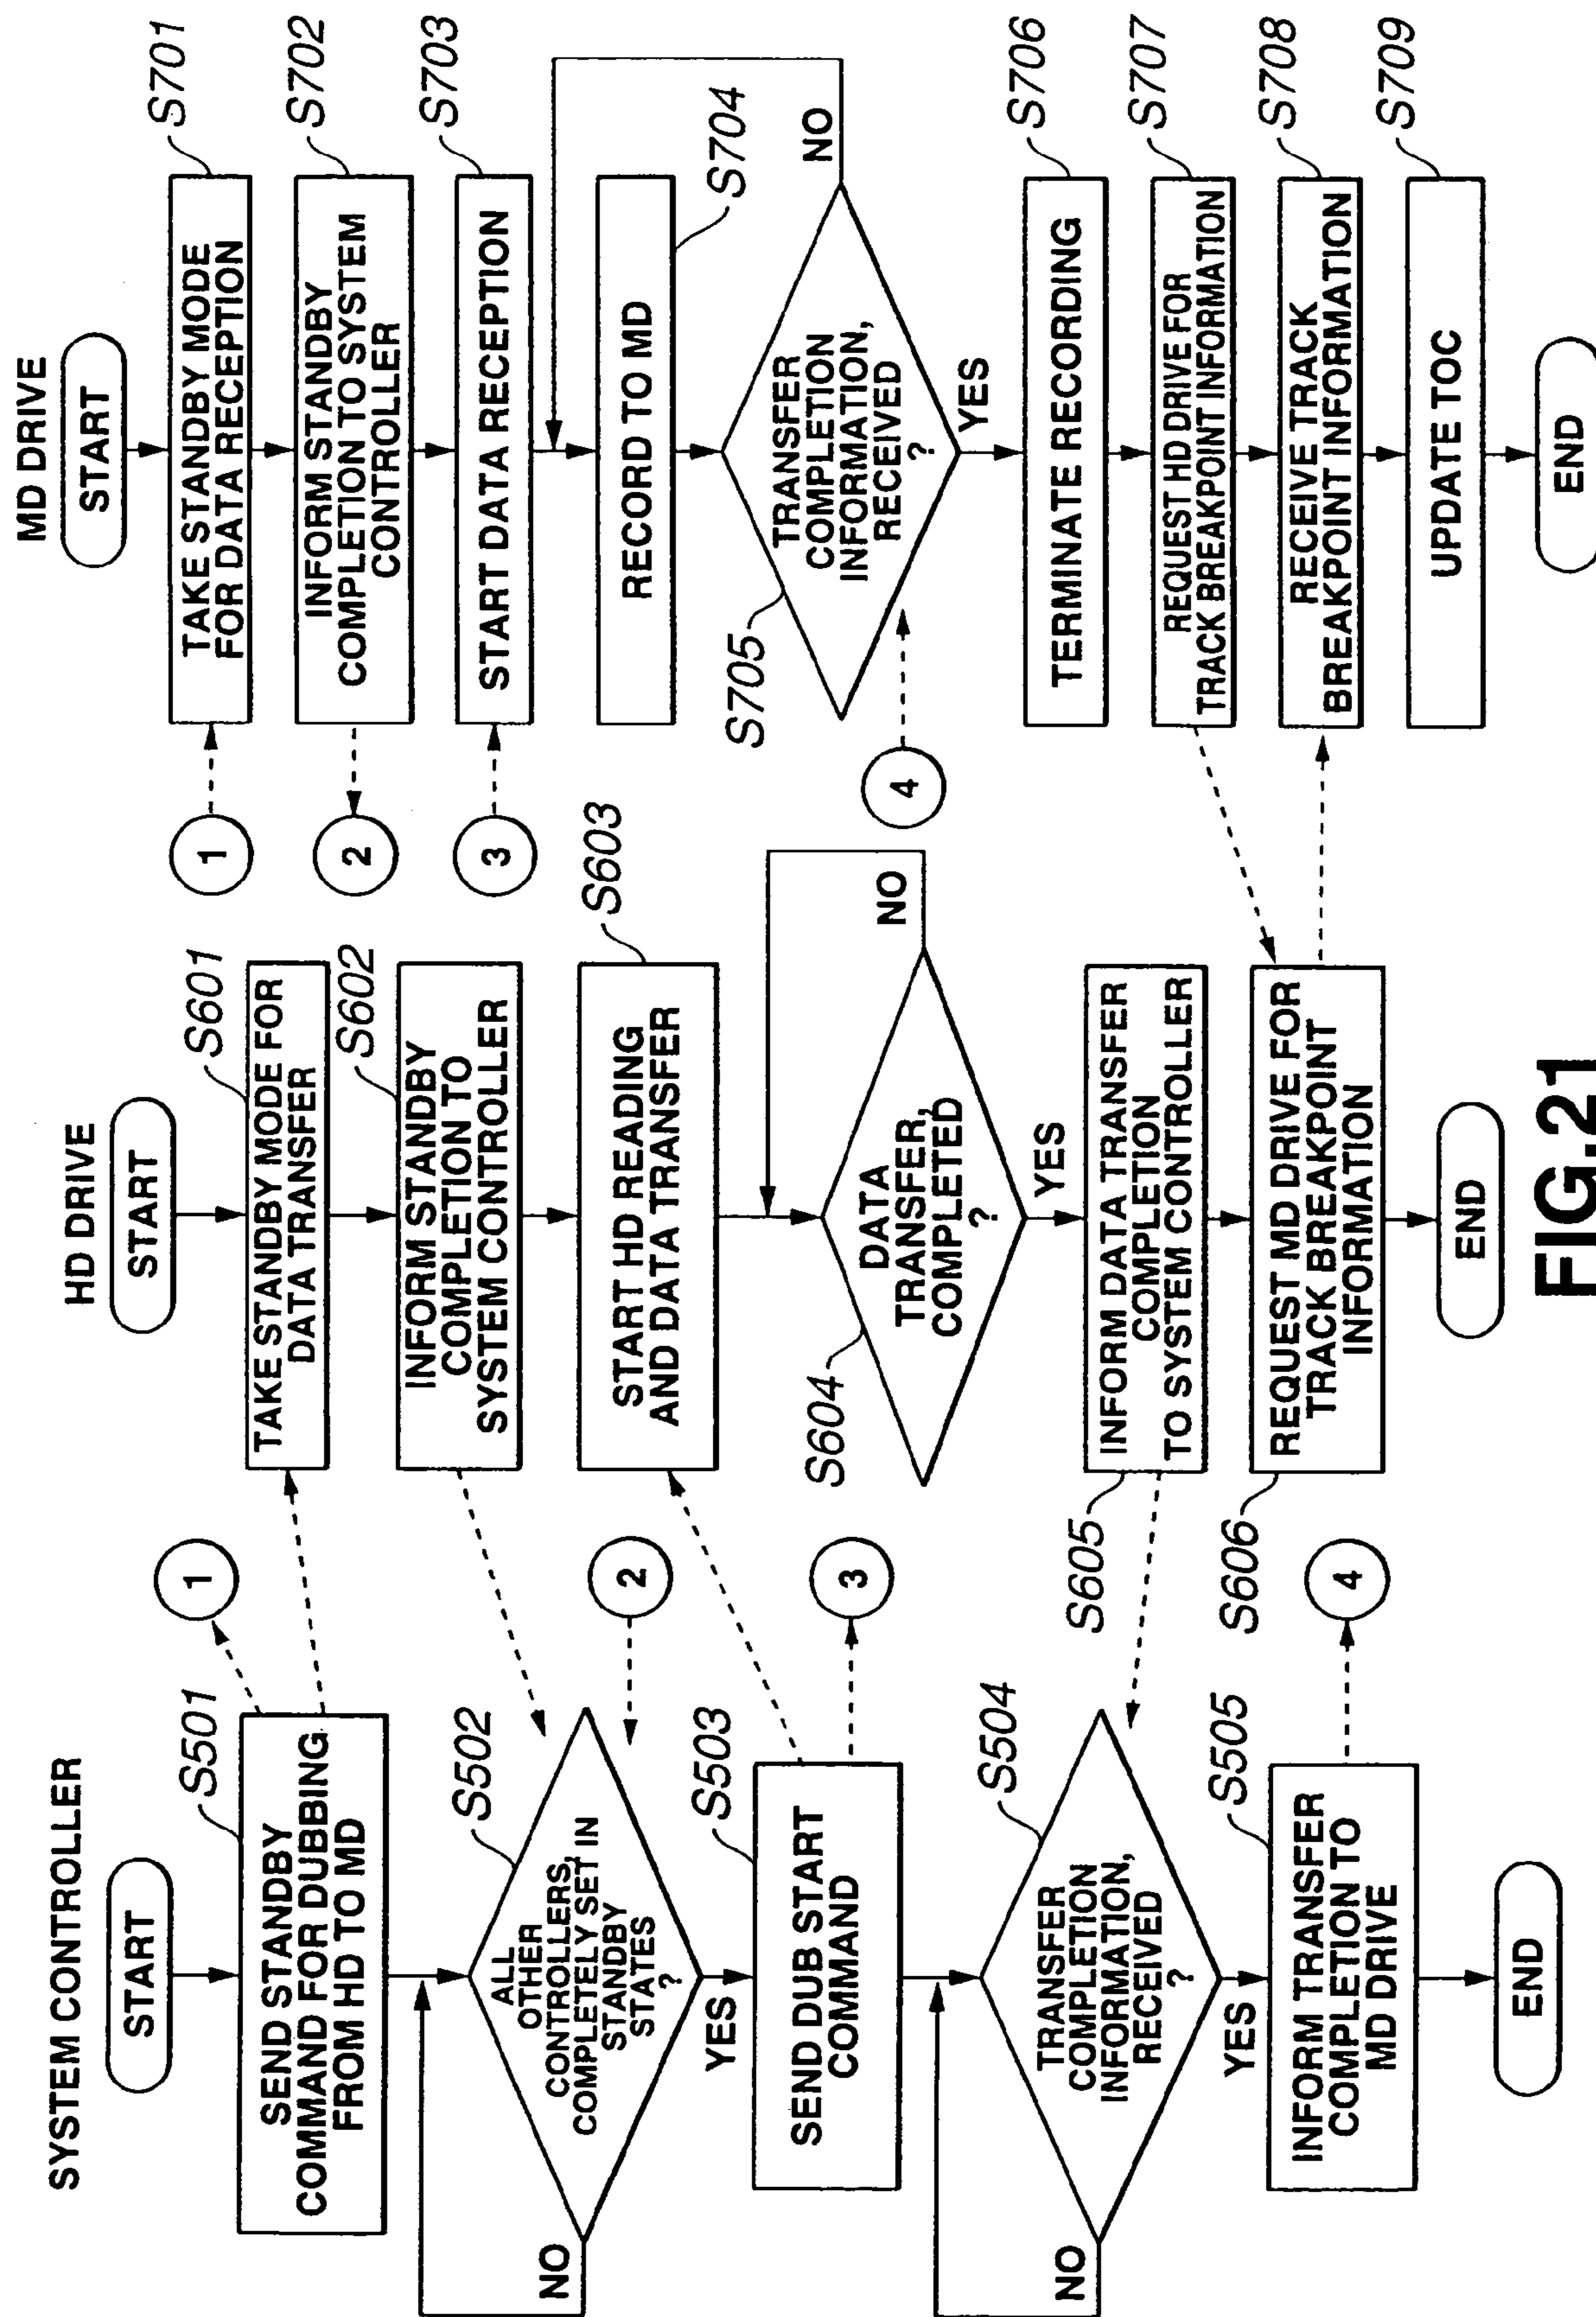 SYSTEM CONTROLLER
START
S501
SEND STANDBY
COMMAND FOR DUBBING
FROM HD TO MD
1
S502
ALL
OTHER
CONTROLLERS,
COMPLETELY SET IN
STANDBY
STATES
?
NO
YES
2
S503
SEND DUB START
COMMAND
3
S504
TRANSFER
COMPLETION
INFORMATION,
RECEIVED
?
NO
YES
S505
INFORM TRANSFER
COMPLETION TO
MD DRIVE
4
END
HD DRIVE
START
S601
TAKE STANDBY MODE FOR
DATA TRANSFER
S602
INFORM STANDBY
COMPLETION TO
SYSTEM CONTROLLER
S603
START HD READING
AND DATA TRANSFER
S604
DATA
TRANSFER,
COMPLETED
?
NO
YES
S605
INFORM DATA TRANSFER
COMPLETION
TO SYSTEM CONTROLLER
S606
REQUEST MD DRIVE FOR
TRACK BREAKPOINT
INFORMATION
END
MD DRIVE
START
1
TAKE STANDBY MODE
FOR DATA RECEPTION
S701
2
INFORM STANDBY
COMPLETION TO SYSTEM
CONTROLLER
S702
3
START DATA RECEPTION
S703
RECORD TO MD
S704
S705
TRANSFER
COMPLETION
INFORMATION,
RECEIVED
?
NO
YES
4
TERMINATE RECORDING
S706
REQUEST HD DRIVE FOR
TRACK BREAKPOINT INFORMATION
S707
RECEIVE TRACK
BREAKPOINT INFORMATION
S708
UPDATE TOC
S709
END
FIG.21